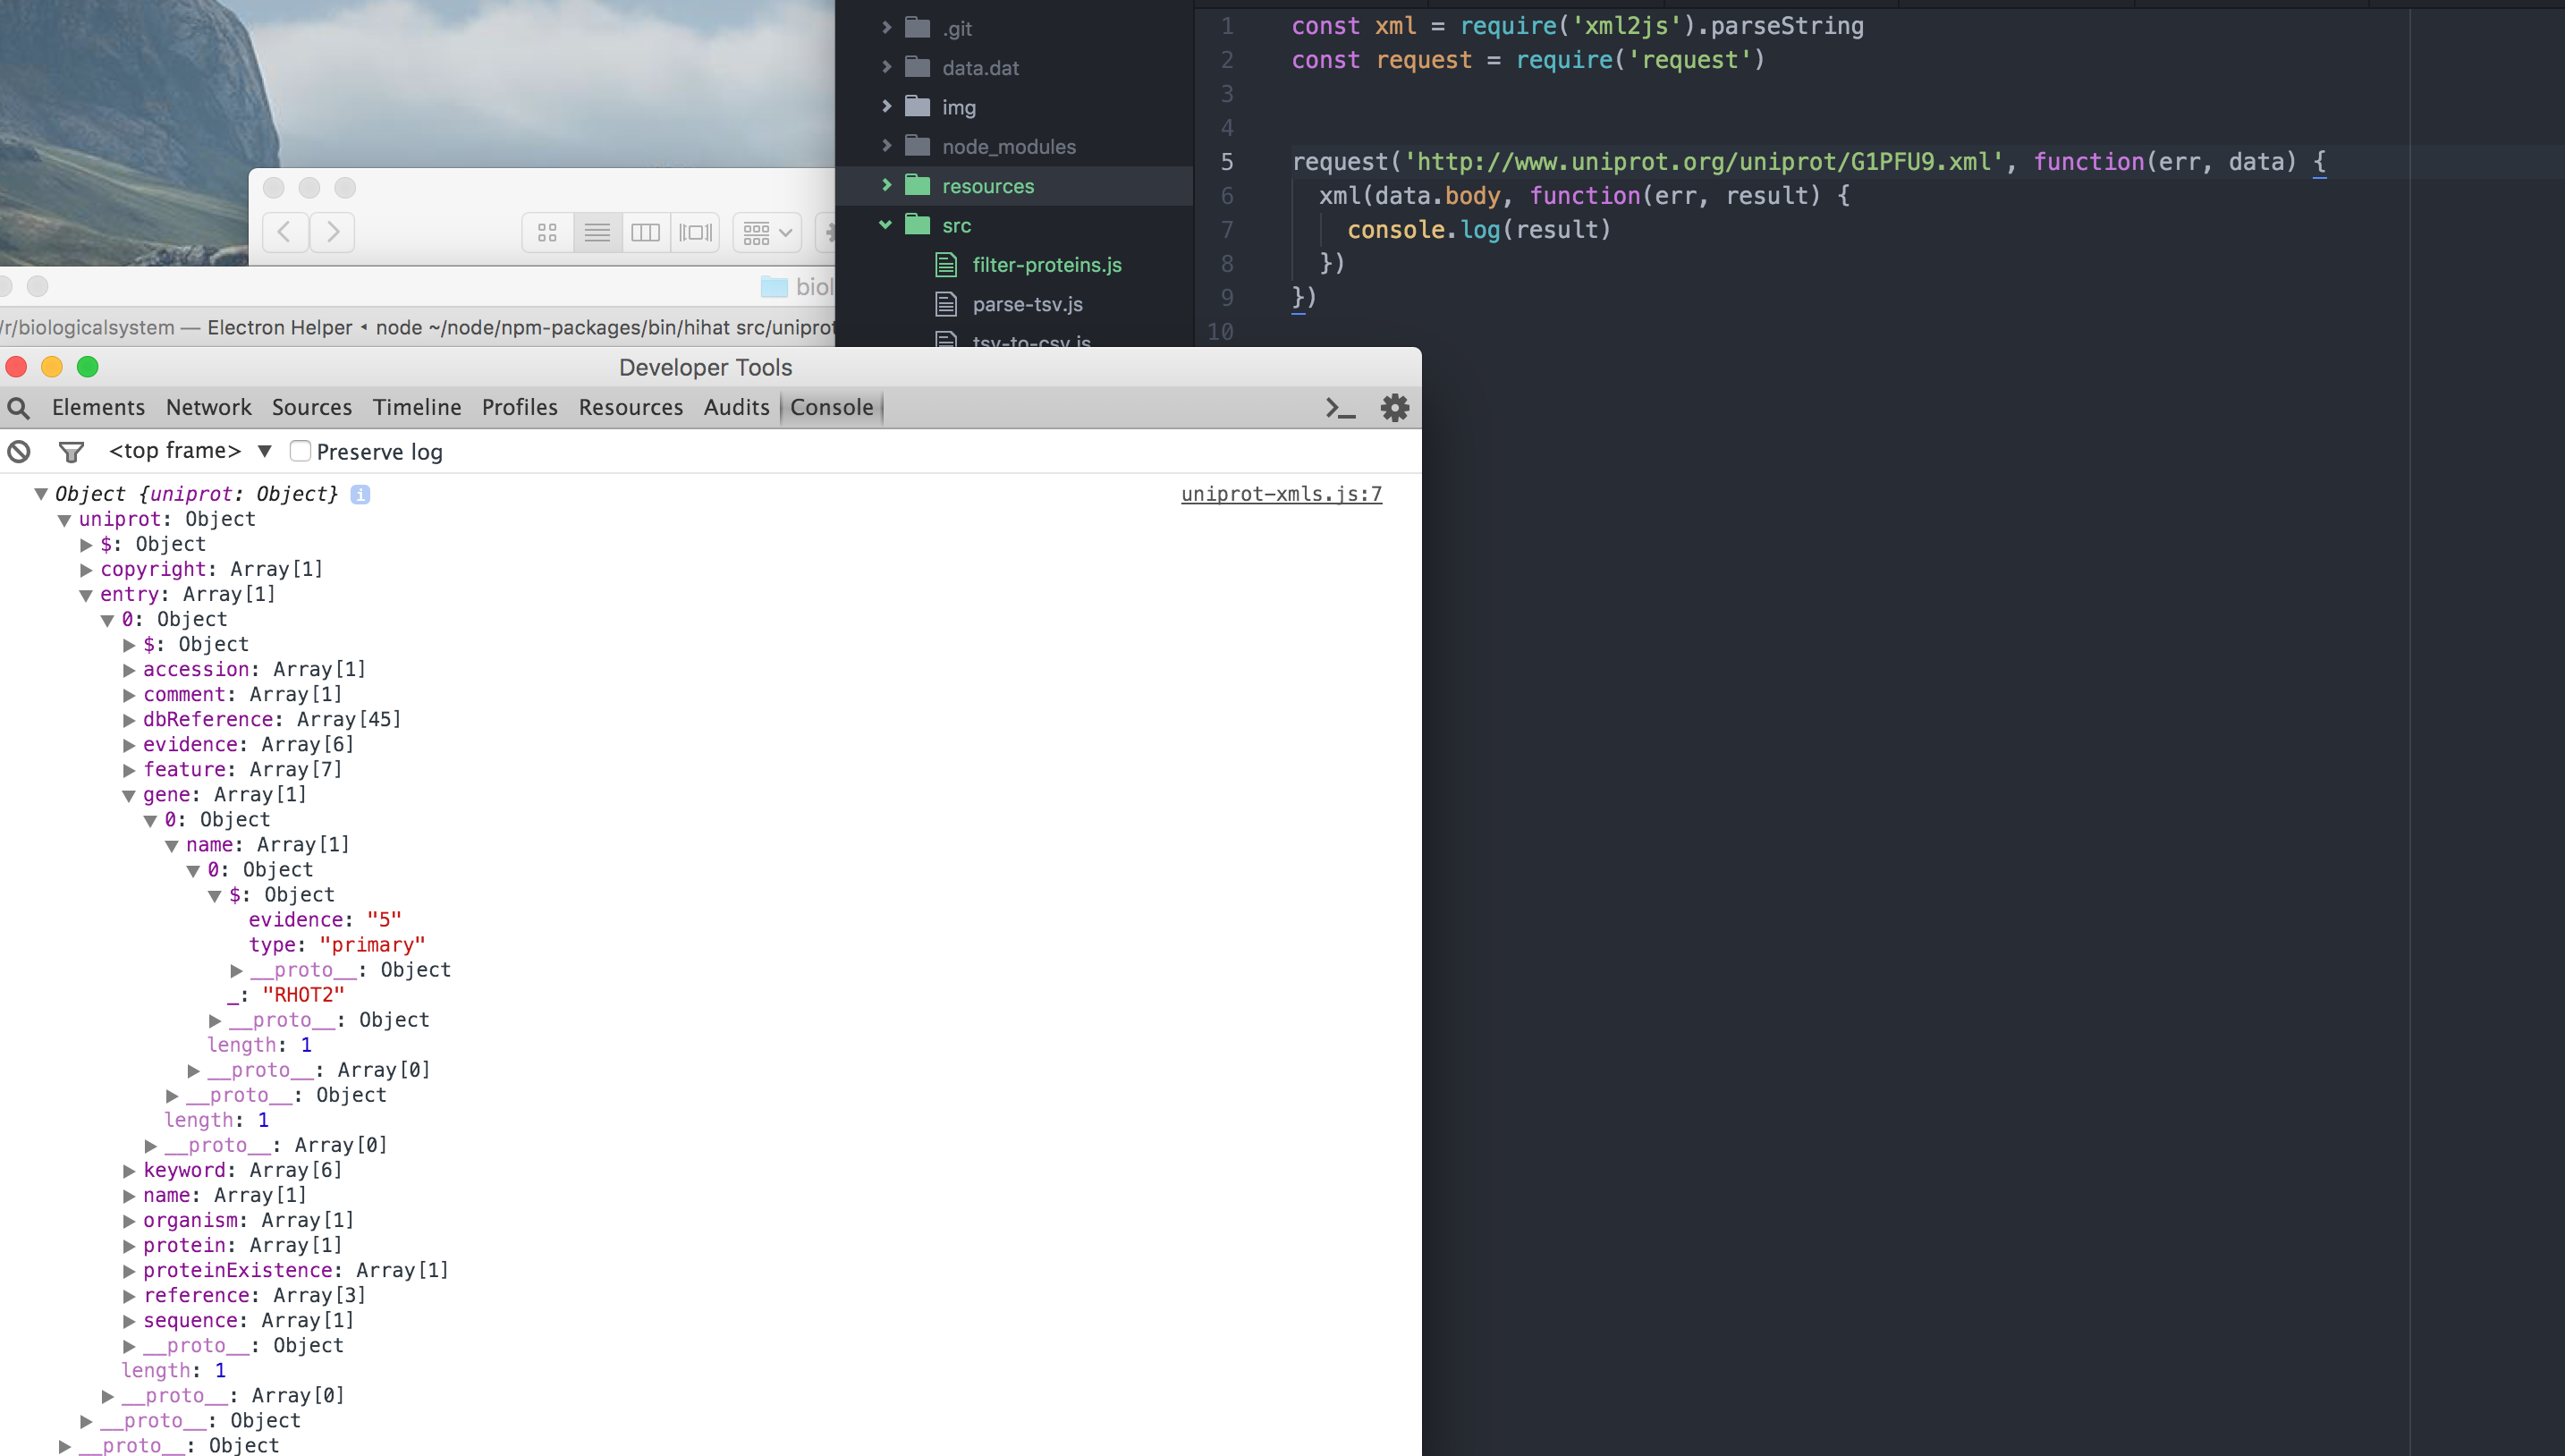 .git
data.dat
img
node_modules
resources
src
filter-proteins.js
parse-tsv.js
tsv-to-csv.js
1 const xml = require('xml2js').parseString
2 const request = require('request')
3
4
5 request('http://www.uniprot.org/uniprot/G1PFU9.xml', function(err, data) {
6 xml(data.body, function(err, result) {
7 console.log(result)
8 })
9 })
10
biol
/r/biologicalsystem — Electron Helper ◂ node ~/node/npm-packages/bin/hihat src/uniprot
Developer Tools
Elements Network Sources Timeline Profiles Resources Audits Console
<top frame> ▼ Preserve log
▼ Object {uniprot: Object} i uniprot-xmls.js:7
▼ uniprot: Object
▶ $: Object
▶ copyright: Array[1]
▼ entry: Array[1]
▼ 0: Object
▶ $: Object
▶ accession: Array[1]
▶ comment: Array[1]
▶ dbReference: Array[45]
▶ evidence: Array[6]
▶ feature: Array[7]
▼ gene: Array[1]
▼ 0: Object
▼ name: Array[1]
▼ 0: Object
▼ $: Object
evidence: "5"
type: "primary"
▶ __proto__: Object
_: "RHOT2"
▶ __proto__: Object
length: 1
▶ __proto__: Array[0]
▶ __proto__: Object
length: 1
▶ __proto__: Array[0]
▶ keyword: Array[6]
▶ name: Array[1]
▶ organism: Array[1]
▶ protein: Array[1]
▶ proteinExistence: Array[1]
▶ reference: Array[3]
▶ sequence: Array[1]
▶ __proto__: Object
length: 1
▶ __proto__: Array[0]
▶ __proto__: Object
▶ __proto__: Object